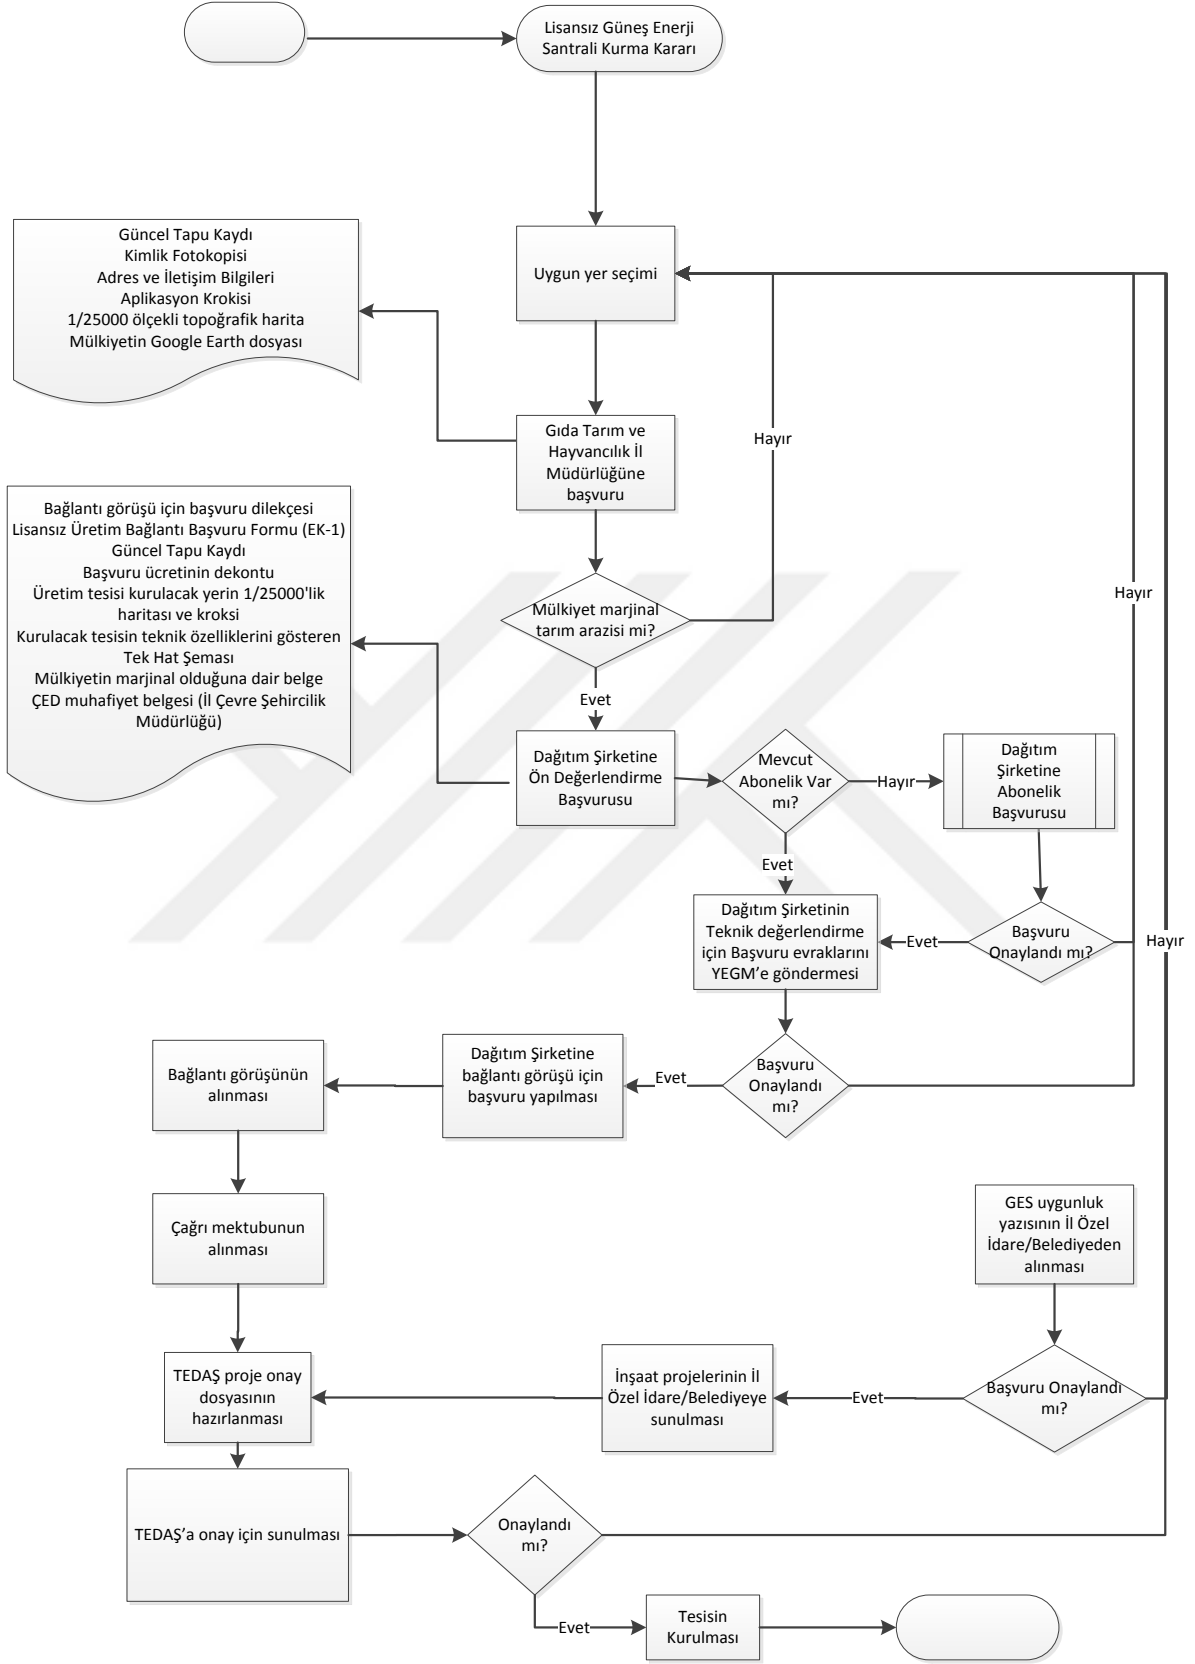 Lisansız Güneş Enerji
Santrali Kurma Kararı
Güncel Tapu Kaydı
Kimlik Fotokopisi
Adres ve İletişim Bilgileri
Aplikasyon Krokisi
1/25000 ölçekli topoğrafik harita
Mülkiyetin Google Earth dosyası
Uygun yer seçimi
Gıda Tarım ve
Hayvancılık İl
Müdürlüğüne
başvuru
Hayır
Bağlantı görüşü için başvuru dilekçesi
Lisansız Üretim Bağlantı Başvuru Formu (EK-1)
Güncel Tapu Kaydı
Başvuru ücretinin dekontu
Üretim tesisi kurulacak yerin 1/25000'lik
haritası ve kroksi
Kurulacak tesisin teknik özelliklerini gösteren
Tek Hat Şeması
Mülkiyetin marjinal olduğuna dair belge
ÇED muhafiyet belgesi (İl Çevre Şehircilik
Müdürlüğü)
Mülkiyet marjinal
tarım arazisi mi?
Hayır
Evet
Dağıtım Şirketine
Ön Değerlendirme
Başvurusu
Mevcut
Abonelik Var
mı?
Hayır
Dağıtım
Şirketine
Abonelik
Başvurusu
Evet
Dağıtım Şirketinin
Teknik değerlendirme
için Başvuru evraklarını
YEGM’e göndermesi
Evet
Başvuru
Onaylandı mı?
Hayır
Bağlantı görüşünün
alınması
Dağıtım Şirketine
bağlantı görüşü için
başvuru yapılması
Evet
Başvuru
Onaylandı
mı?
Çağrı mektubunun
alınması
GES uygunluk
yazısının İl Özel
İdare/Belediyeden
alınması
TEDAŞ proje onay
dosyasının
hazırlanması
İnşaat projelerinin İl
Özel İdare/Belediyeye
sunulması
Evet
Başvuru Onaylandı
mı?
TEDAŞ’a onay için sunulması
Onaylandı
mı?
Evet
Tesisin
Kurulması